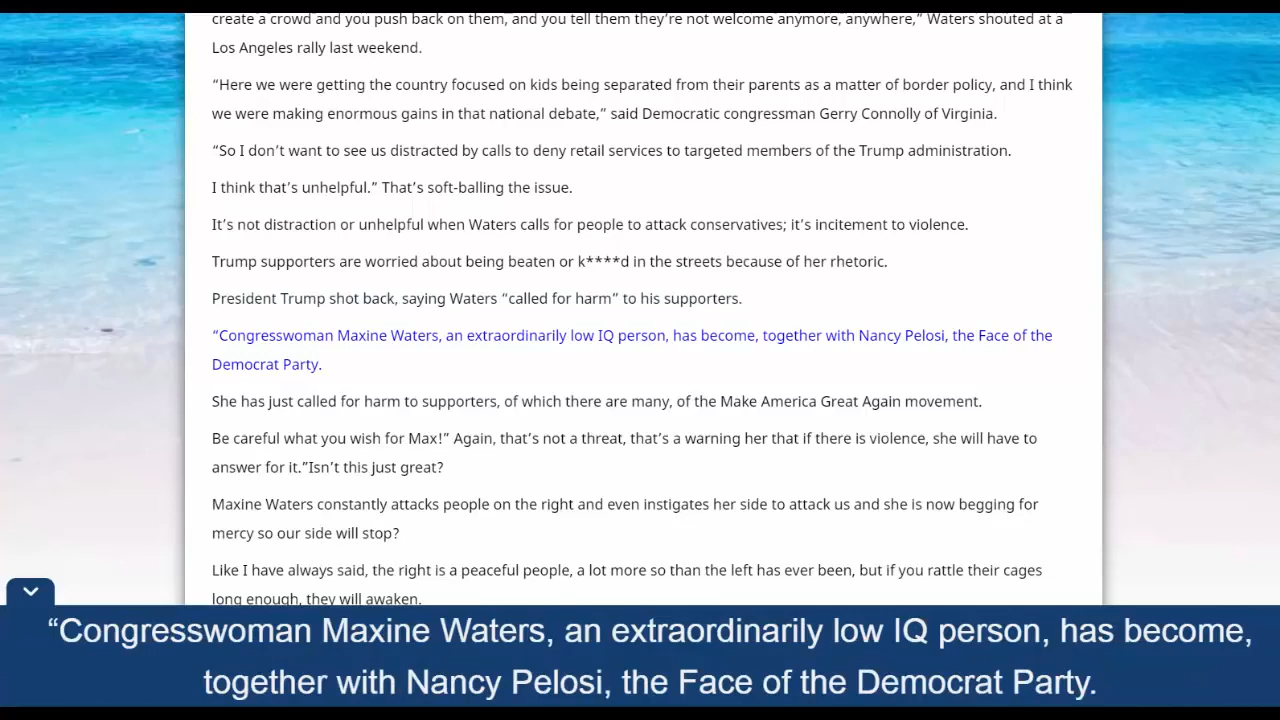 create a crowd and you push back on them, and you tell them they’re not welcome anymore, anywhere,” Waters shouted at a
Los Angeles rally last weekend.
“Here we were getting the country focused on kids being separated from their parents as a matter of border policy, and I think
we were making enormous gains in that national debate,” said Democratic congressman Gerry Connolly of Virginia.
“So I don’t want to see us distracted by calls to deny retail services to targeted members of the Trump administration.
I think that’s unhelpful.” That’s soft-balling the issue.
It’s not distraction or unhelpful when Waters calls for people to attack conservatives; it’s incitement to violence.
Trump supporters are worried about being beaten or k****d in the streets because of her rhetoric.
President Trump shot back, saying Waters “called for harm” to his supporters.
“Congresswoman Maxine Waters, an extraordinarily low IQ person, has become, together with Nancy Pelosi, the Face of the
Democrat Party.
She has just called for harm to supporters, of which there are many, of the Make America Great Again movement.
Be careful what you wish for Max!” Again, that’s not a threat, that’s a warning her that if there is violence, she will have to
answer for it.”Isn’t this just great?
Maxine Waters constantly attacks people on the right and even instigates her side to attack us and she is now begging for
mercy so our side will stop?
Like I have always said, the right is a peaceful people, a lot more so than the left has ever been, but if you rattle their cages
long enough, they will awaken.
“Congresswoman Maxine Waters, an extraordinarily low IQ person, has become,
together with Nancy Pelosi, the Face of the Democrat Party.